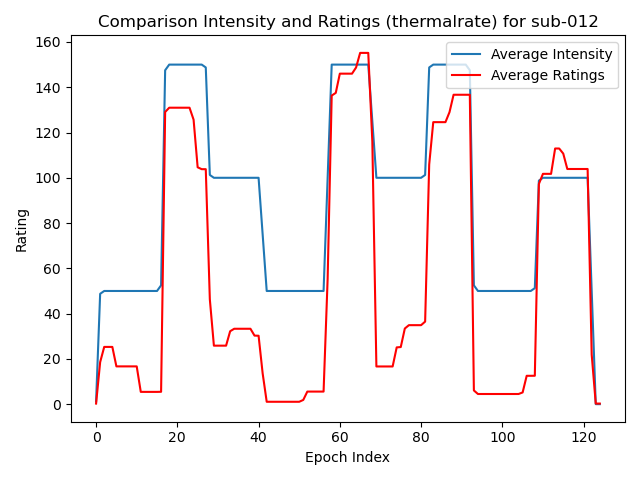 Comparison Intensity and Ratings (thermalrate) for sub-012
Average Intensity
Average Ratings
160
140
120
100
80
60
40
20
0
Rating
0 20 40 60 80 100 120
Epoch Index